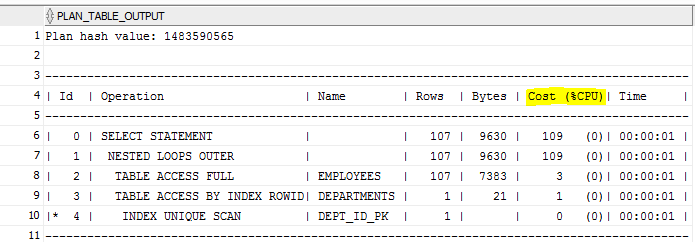 PLAN_TABLE_OUTPUT
1 Plan hash value: 1483590565
2
3 --------------------------------------------------------------------------------------------
4 | Id  | Operation                    | Name        | Rows  | Bytes | Cost (%CPU)| Time     |
5 --------------------------------------------------------------------------------------------
6 |   0 | SELECT STATEMENT             |             |   107 |  9630 |   109   (0)| 00:00:01 |
7 |   1 |  NESTED LOOPS OUTER          |             |   107 |  9630 |   109   (0)| 00:00:01 |
8 |   2 |   TABLE ACCESS FULL          | EMPLOYEES   |   107 |  7383 |     3   (0)| 00:00:01 |
9 |   3 |   TABLE ACCESS BY INDEX ROWID| DEPARTMENTS |     1 |    21 |     1   (0)| 00:00:01 |
10 |*  4 |    INDEX UNIQUE SCAN         | DEPT_ID_PK  |     1 |       |     0   (0)| 00:00:01 |
11 --------------------------------------------------------------------------------------------